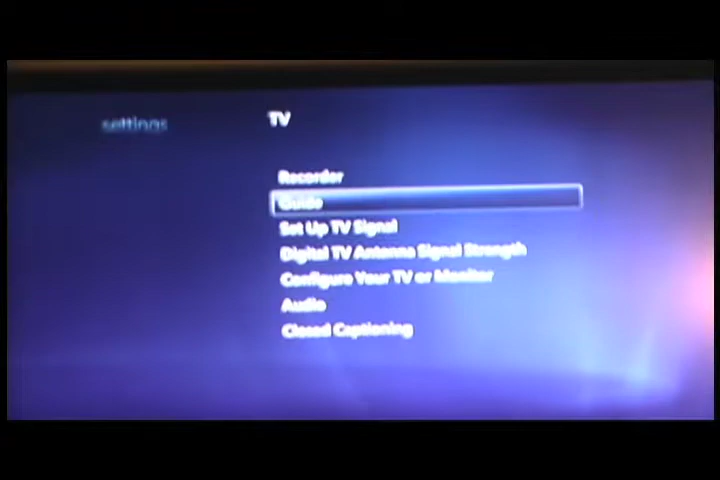 settings
TV
Recorder
Guide
Set Up TV Signal
Digital TV Antenna Signal Strength
Configure Your TV or Monitor
Audio
Closed Captioning